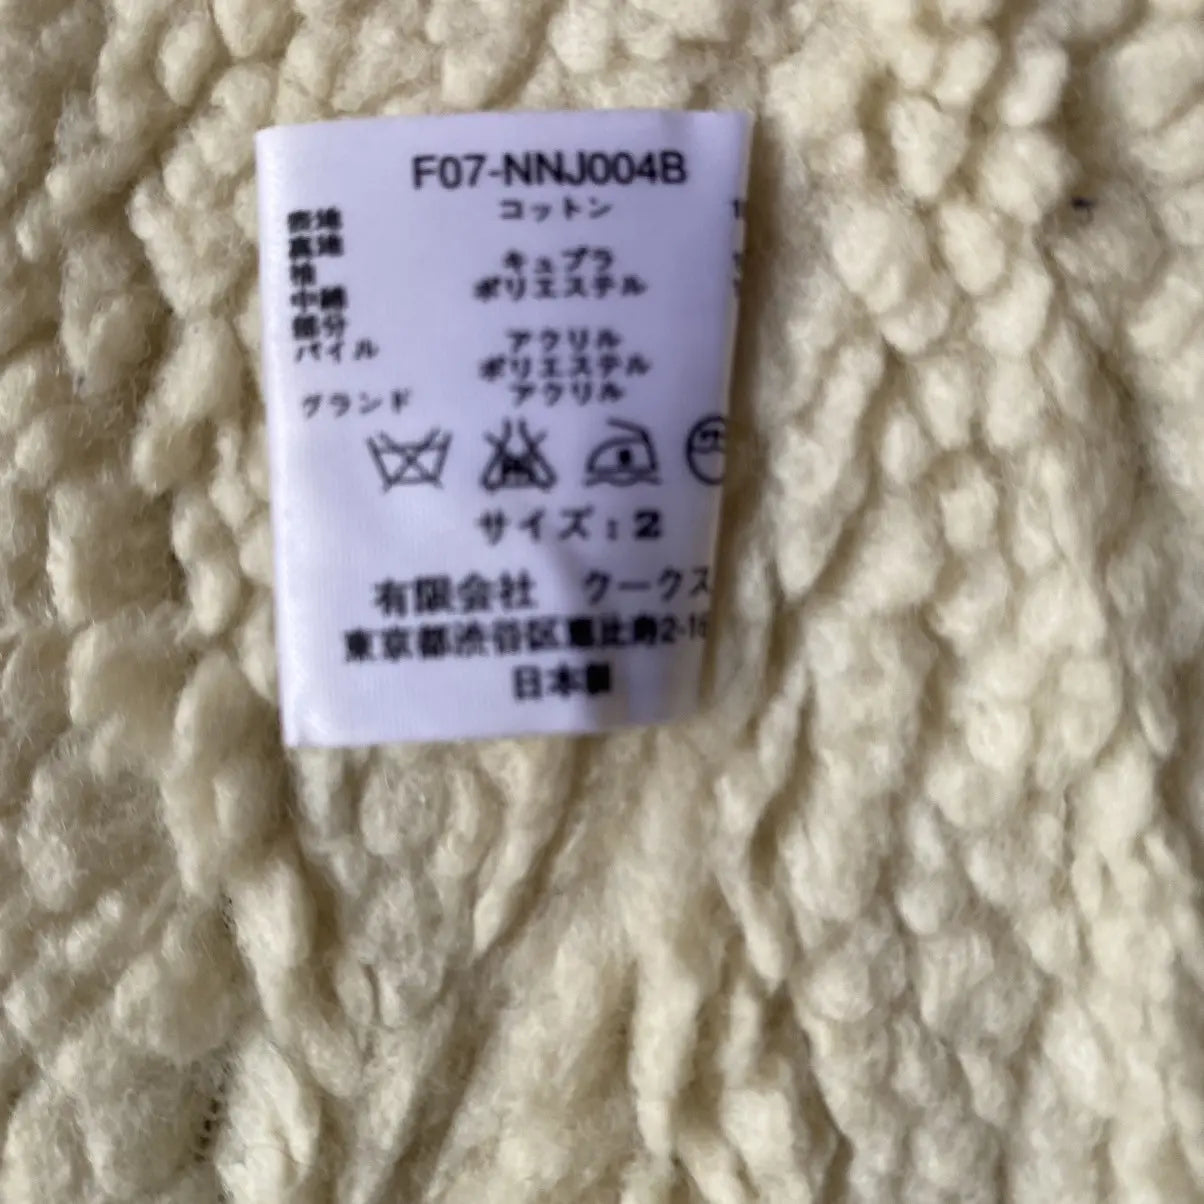 F07-NNJ004B
表地 コットン
裏地
袖 キュプラ
中綿 ポリエステル
部分
パイル アクリル
ポリエステル
グランド アクリル
サイズ:2
有限会社 クークス
東京都渋谷区恵比寿2-16
日本製